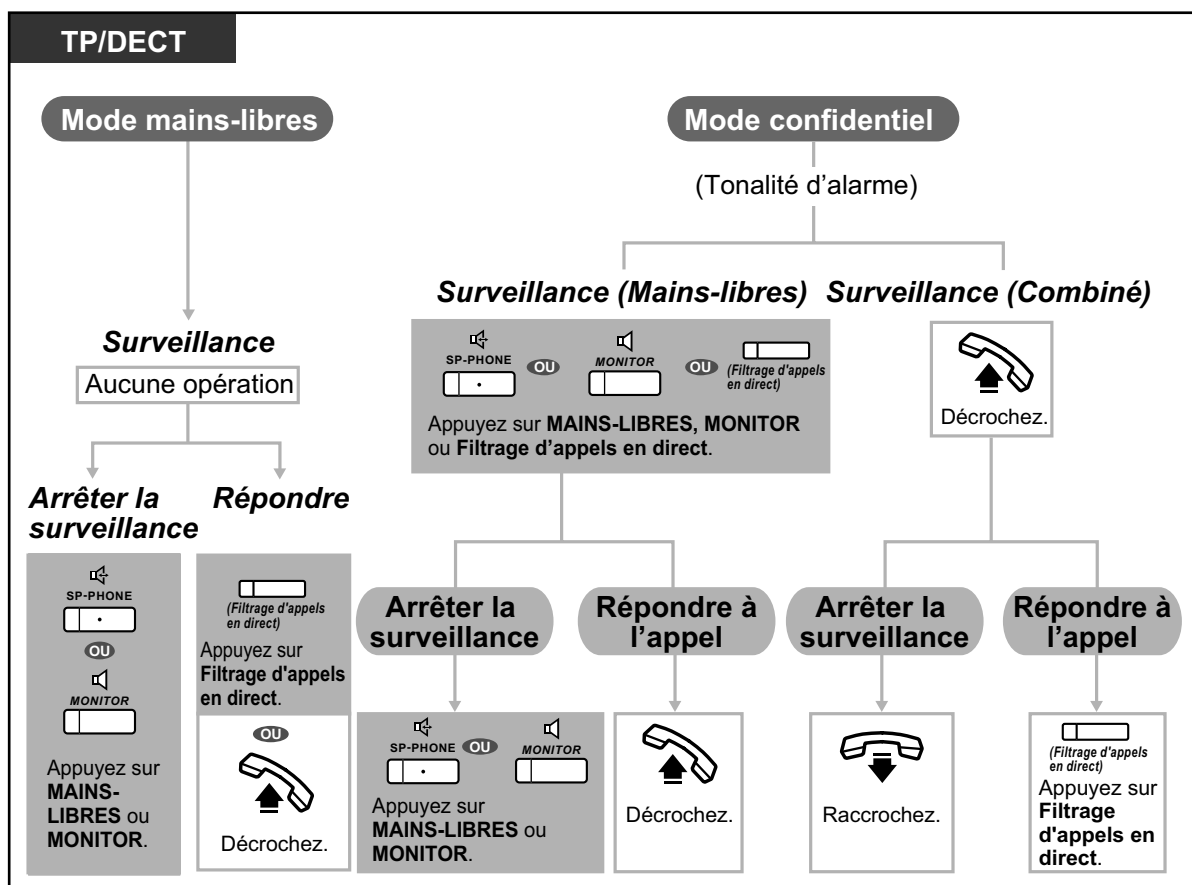 TP/DECT
Mode mains-libres
Surveillance
Aucune opération
Arrêter la
surveillance
SP-PHONE
OU
MONITOR
Appuyez sur
MAINS-
LIBRES ou
MONITOR.
Répondre
(Filtrage d'appels
en direct)
Appuyez sur
Filtrage d'appels
en direct.
OU
Décrochez.
Mode confidentiel
(Tonalité d’alarme)
Surveillance (Mains-libres)
SP-PHONE
OU
MONITOR
OU
(Filtrage d'appels
en direct)
Appuyez sur MAINS-LIBRES, MONITOR
ou Filtrage d’appels en direct.
Arrêter la
surveillance
SP-PHONE
OU
MONITOR
Appuyez sur
MAINS-LIBRES ou
MONITOR.
Répondre à
l’appel
Décrochez.
Surveillance (Combiné)
Décrochez.
Arrêter la
surveillance
Raccrochez.
Répondre à
l’appel
(Filtrage d'appels
en direct)
Appuyez sur
Filtrage
d'appels en
direct.